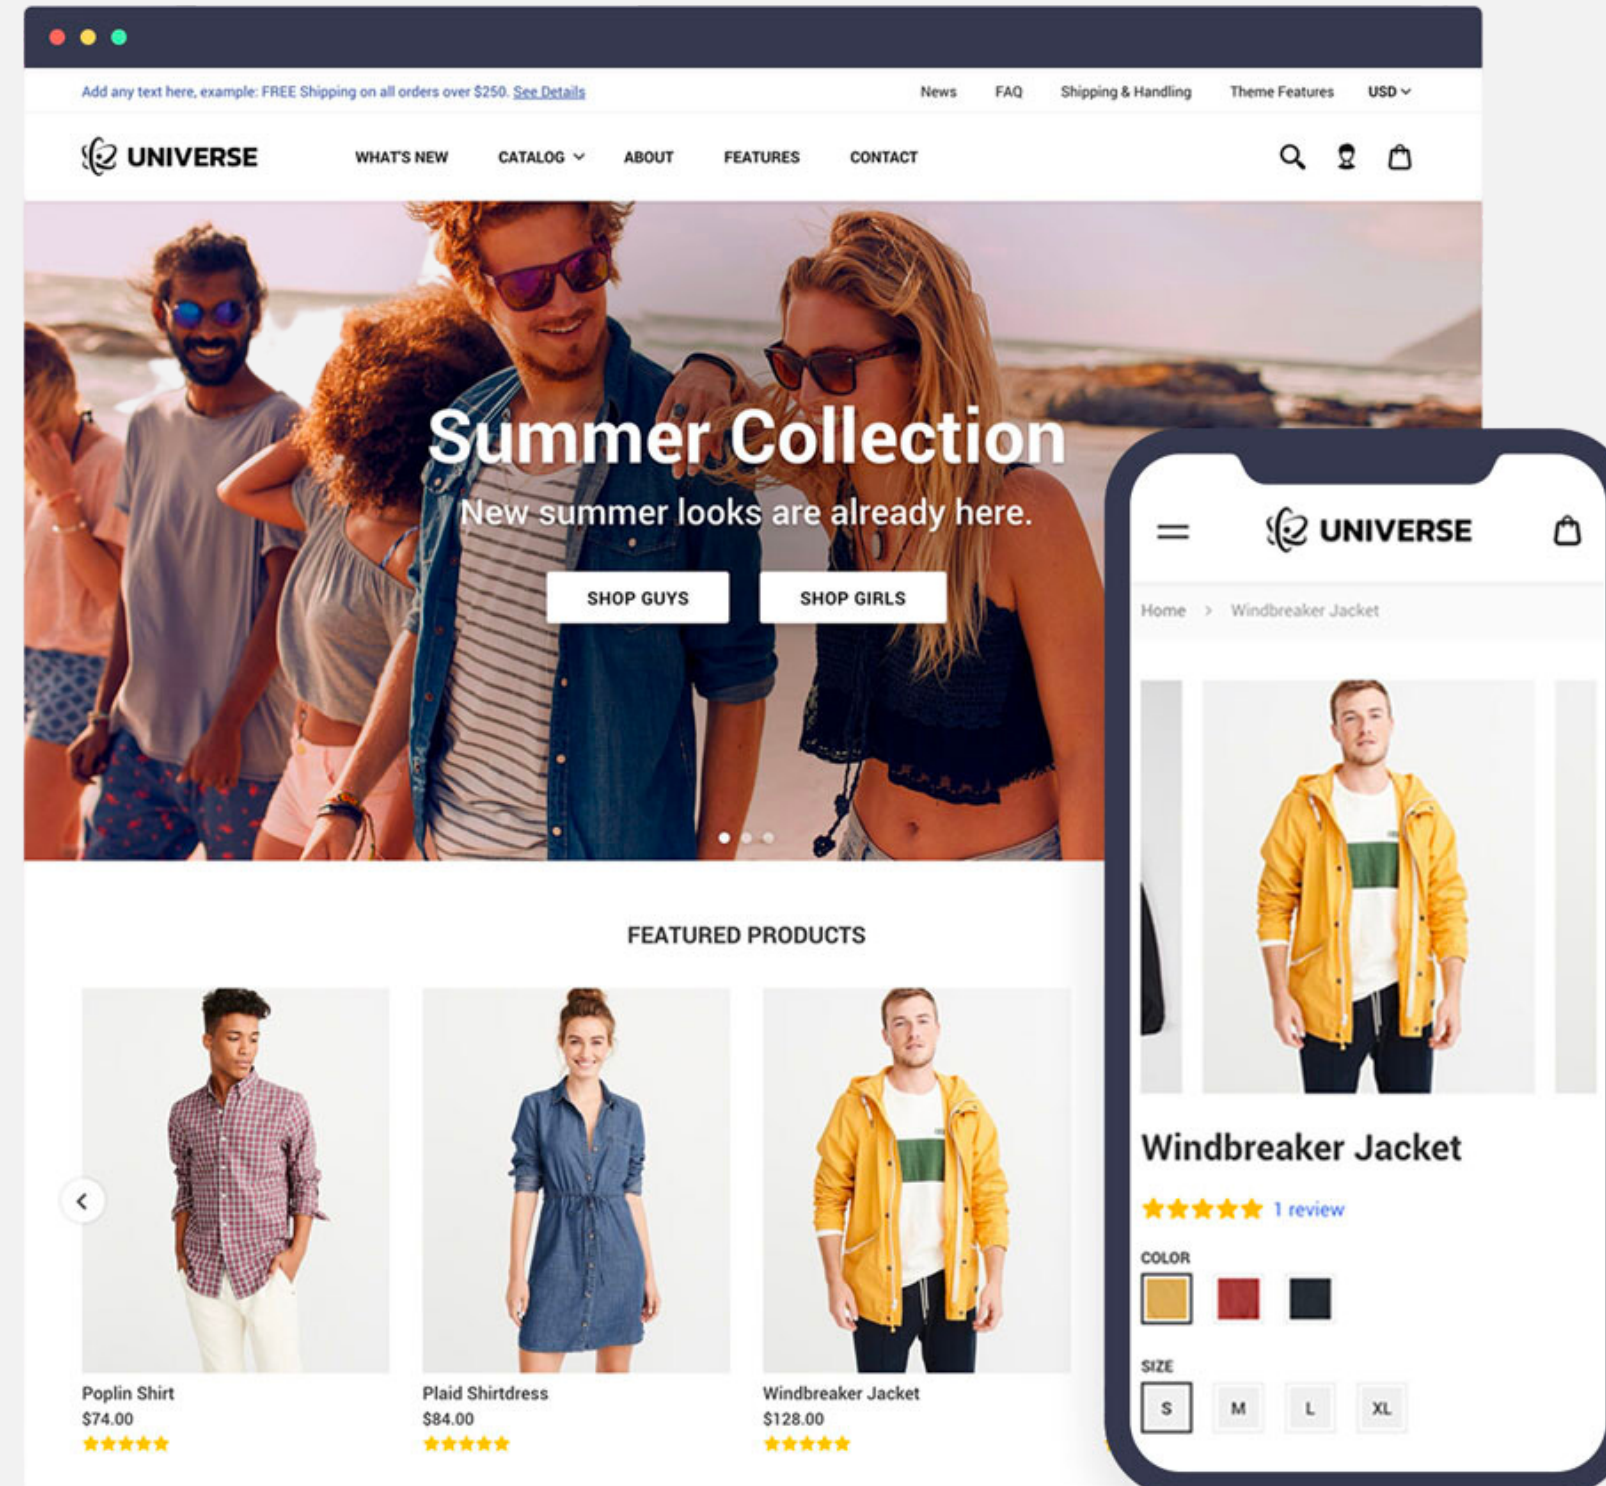 Add any text here, example: FREE Shipping on all orders over $250. See Details
News FAQ Shipping & Handling Theme Features USD
UNIVERSE WHAT'S NEW CATALOG ABOUT FEATURES CONTACT
Summer Collection
New summer looks are already here.
SHOP GUYS SHOP GIRLS
FEATURED PRODUCTS
Poplin Shirt
$74.00
Plaid Shirtdress
$84.00
Windbreaker Jacket
$128.00
UNIVERSE
Home > Windbreaker Jacket
Windbreaker Jacket
1 review
COLOR
SIZE
S M L XL